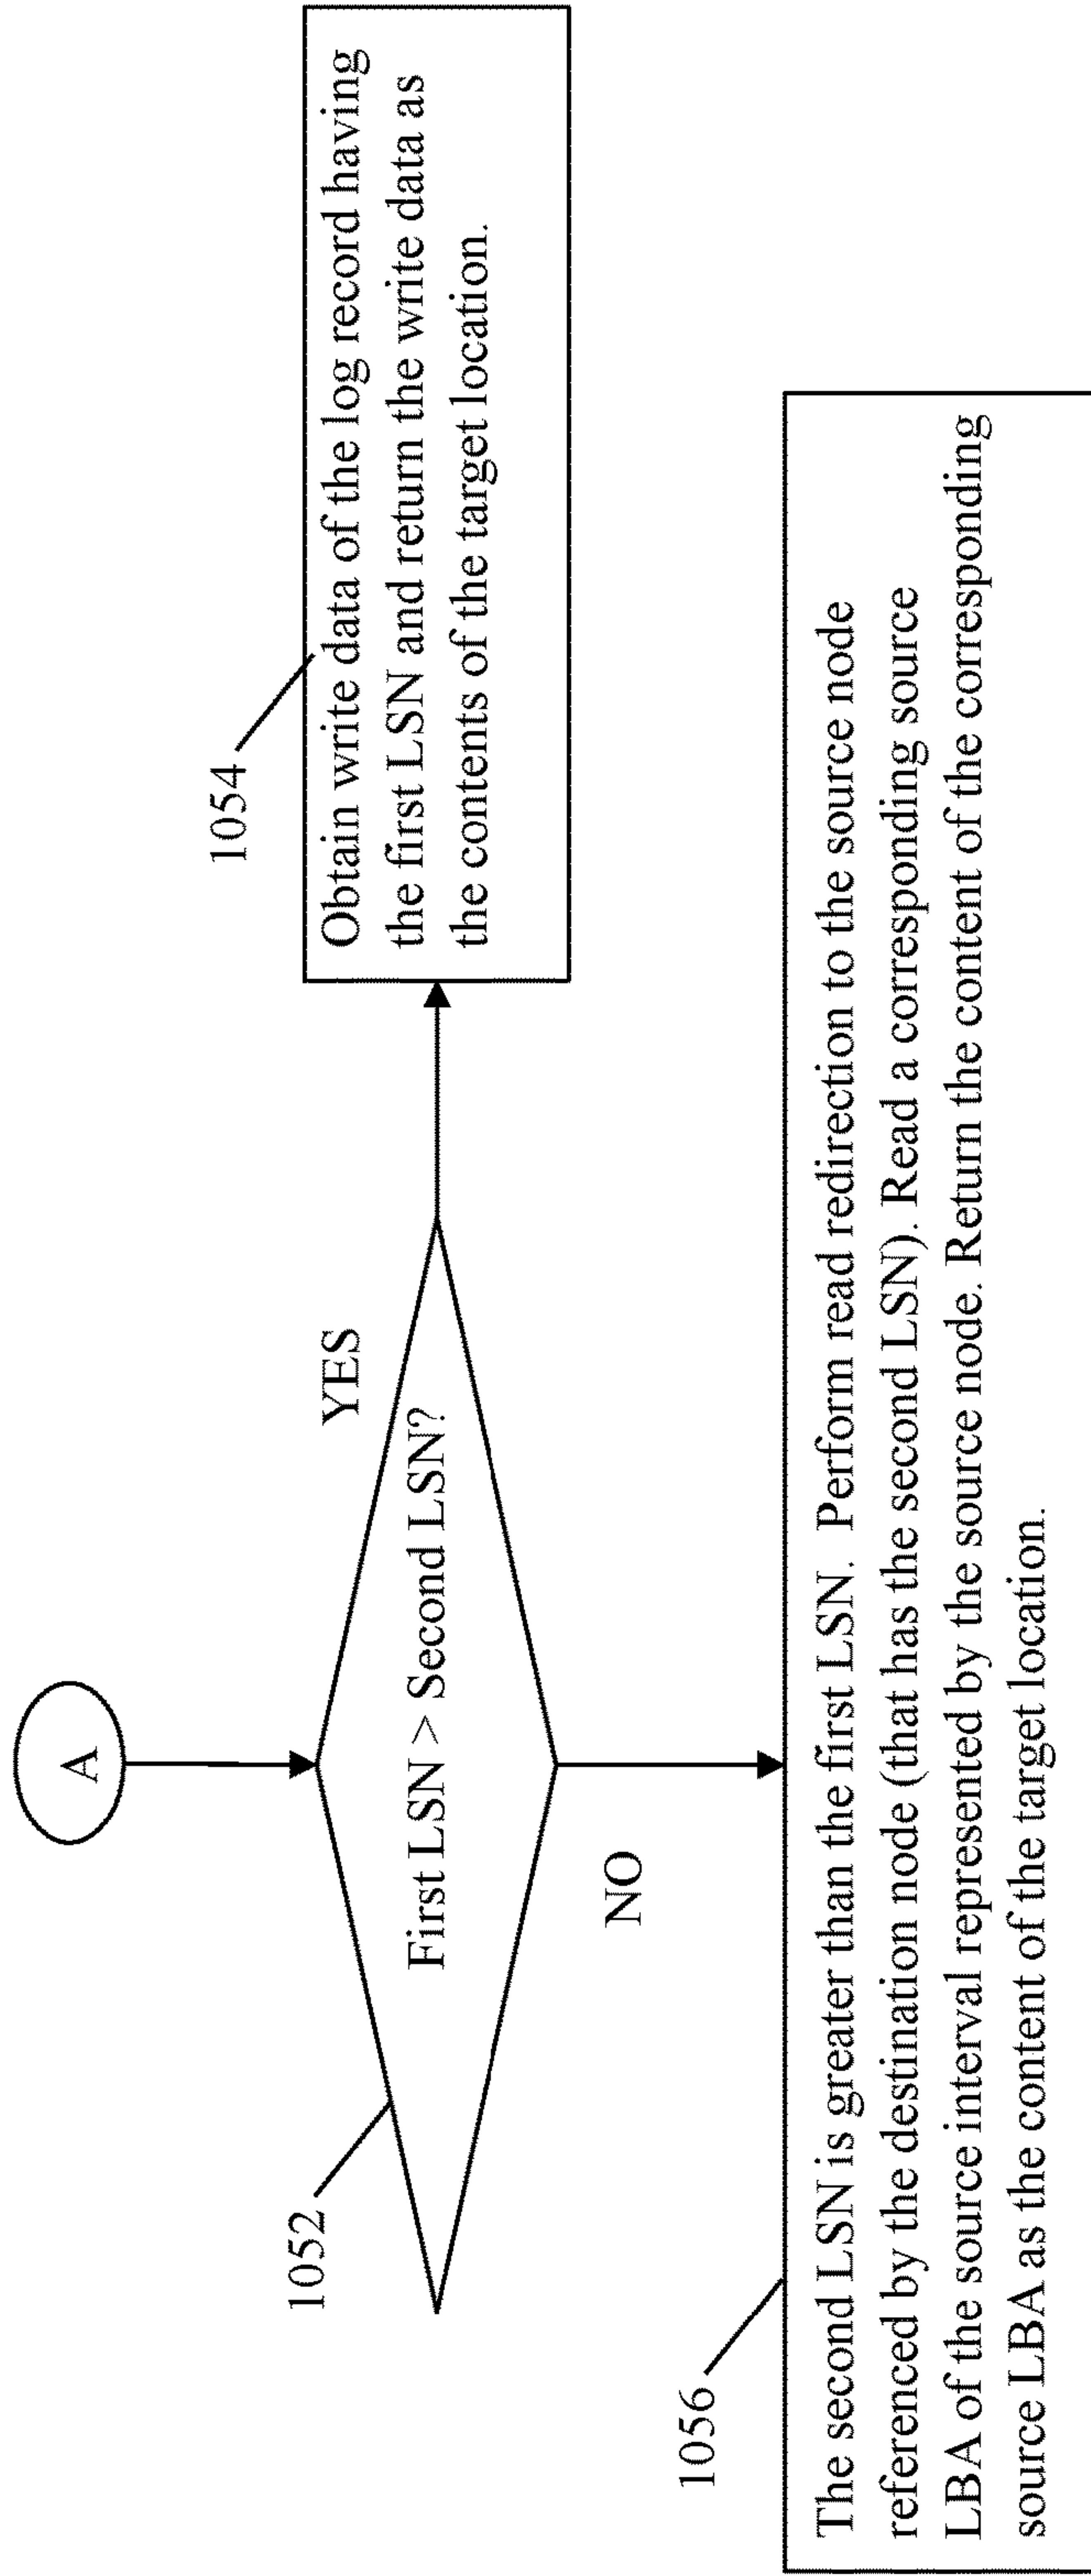 A
1052
First LSN > Second LSN?
YES
NO
1054
Obtain write data of the log record having
the first LSN and return the write data as
the contents of the target location.
1056
The second LSN is greater than the first LSN.  Perform read redirection to the source node
referenced by the destination node (that has the second LSN). Read a corresponding source
LBA of the source interval represented by the source node. Return the content of the corresponding
source LBA as the content of the target location.